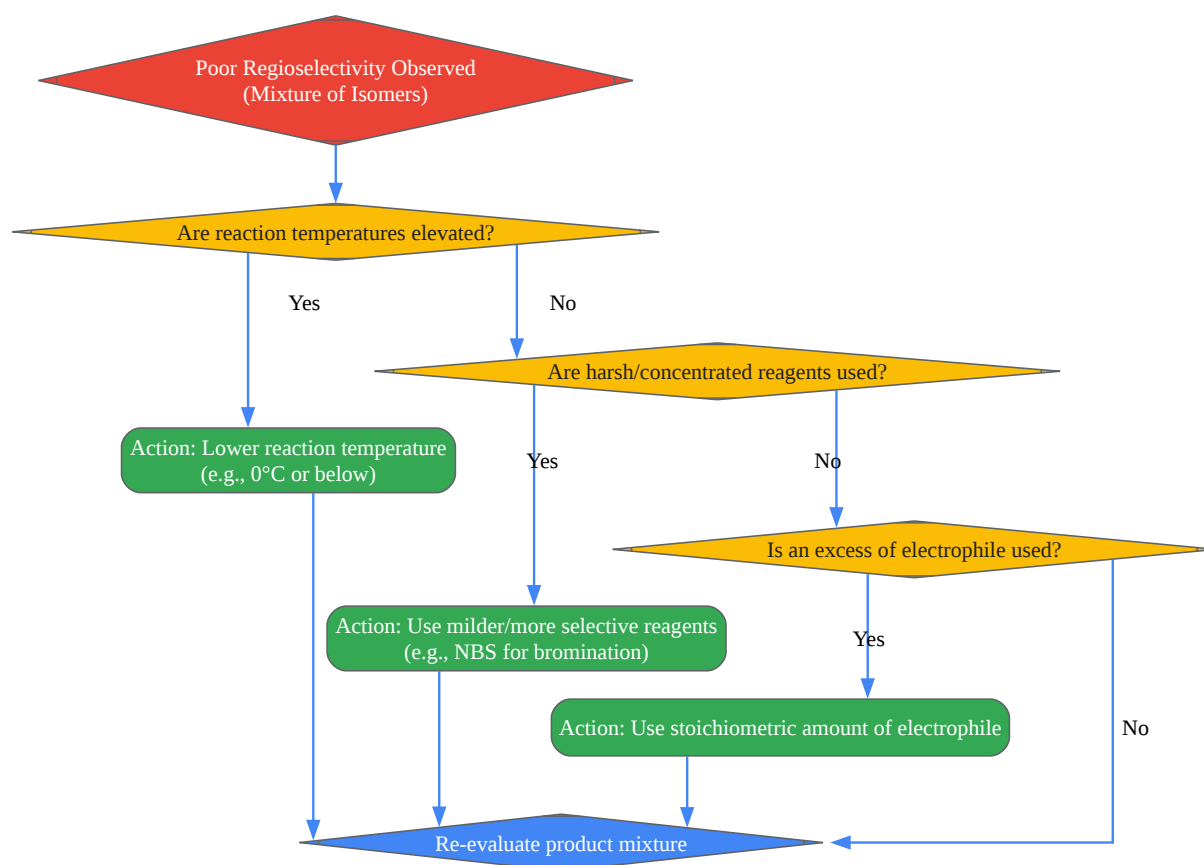 Poor Regioselectivity Observed
(Mixture of Isomers)
Are reaction temperatures elevated?
Yes
No
Are harsh/concentrated reagents used?
Action: Lower reaction temperature
(e.g., 0°C or below)
Yes
No
Is an excess of electrophile used?
Action: Use milder/more selective reagents
(e.g., NBS for bromination)
Yes
Action: Use stoichiometric amount of electrophile
No
Re-evaluate product mixture